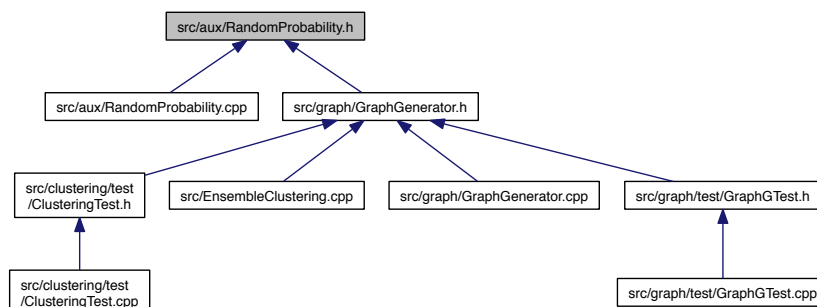 src/aux/RandomProbability.h
src/aux/RandomProbability.cpp
src/graph/GraphGenerator.h
src/clustering/test
/ClusteringTest.h
src/EnsembleClustering.cpp
src/graph/GraphGenerator.cpp
src/graph/test/GraphGTest.h
src/clustering/test
/ClusteringTest.cpp
src/graph/test/GraphGTest.cpp